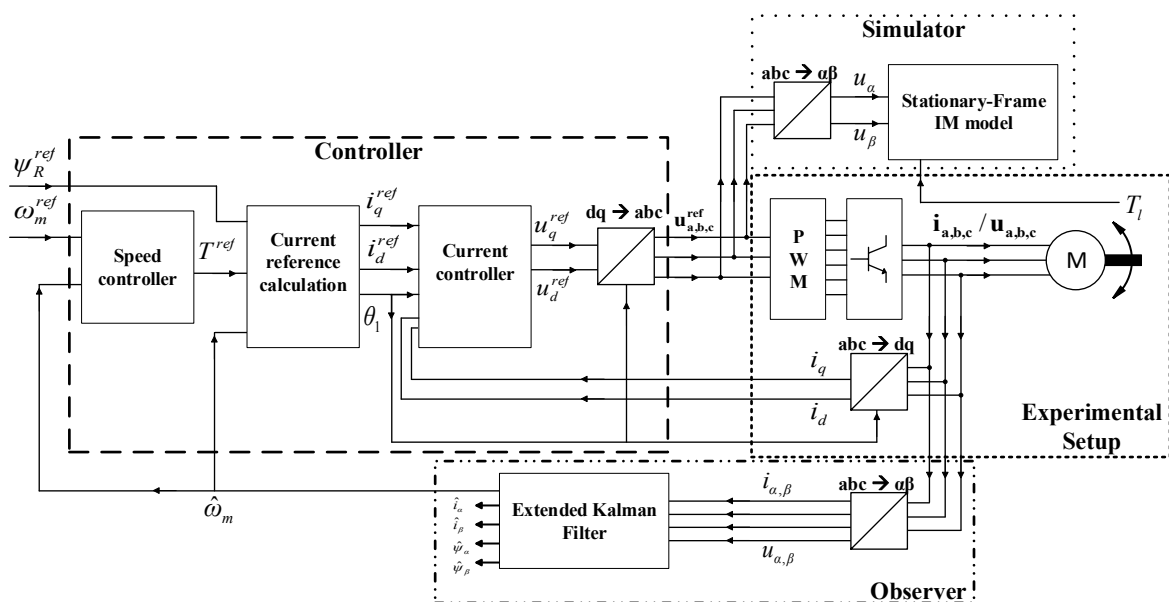 Simulator
abc → αβ
u_α
u_β
Stationary-Frame
IM model
Controller
ψ_R^ref
ω_m^ref
Speed
controller
T^ref
Current
reference
calculation
i_q^ref
i_d^ref
θ_1
Current
controller
u_q^ref
u_d^ref
dq → abc
u_a,b,c^ref
P
W
M
i_a,b,c / u_a,b,c
M
T_l
abc → dq
i_q
i_d
Experimental
Setup
ω̂_m
î_α
î_β
ψ̂_α
ψ̂_β
Extended Kalman
Filter
i_α,β
u_α,β
abc → αβ
Observer